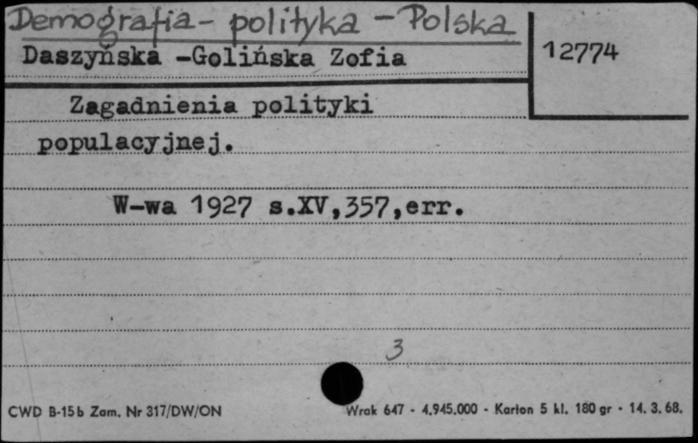 Demografia - polityka - Polska
Daszyńska -Golińska Zofia
12774
Zagadnienia polityki
populacyjnej.
W-wa 1927 s.XV,357,err.
3
CWD B-15b Zam. Nr 317/DW/ON
Wrak 647 - 4.945.000 - Karton 5 kl. 180 gr - 14. 3. 68.